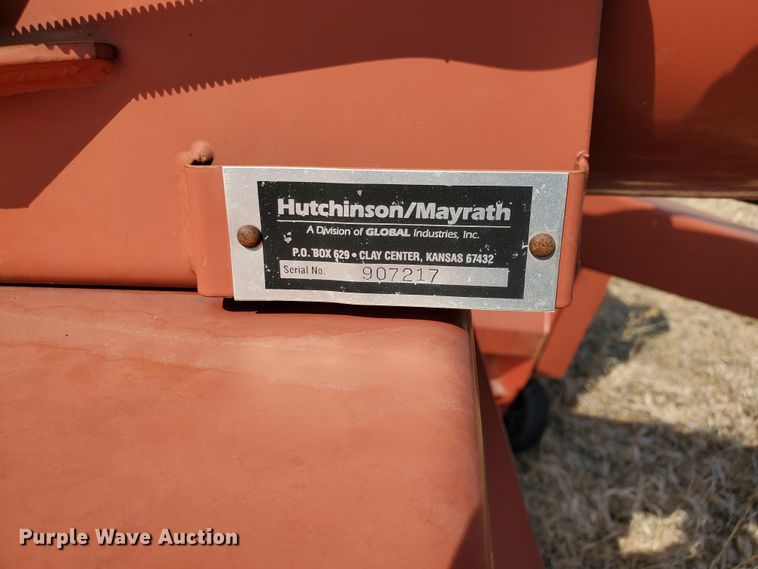 Hutchinson/Mayrath
A Division of GLOBAL Industries, Inc.
P.O. BOX 629 • CLAY CENTER, KANSAS 67432
Serial No. 907217
Purple Wave Auction